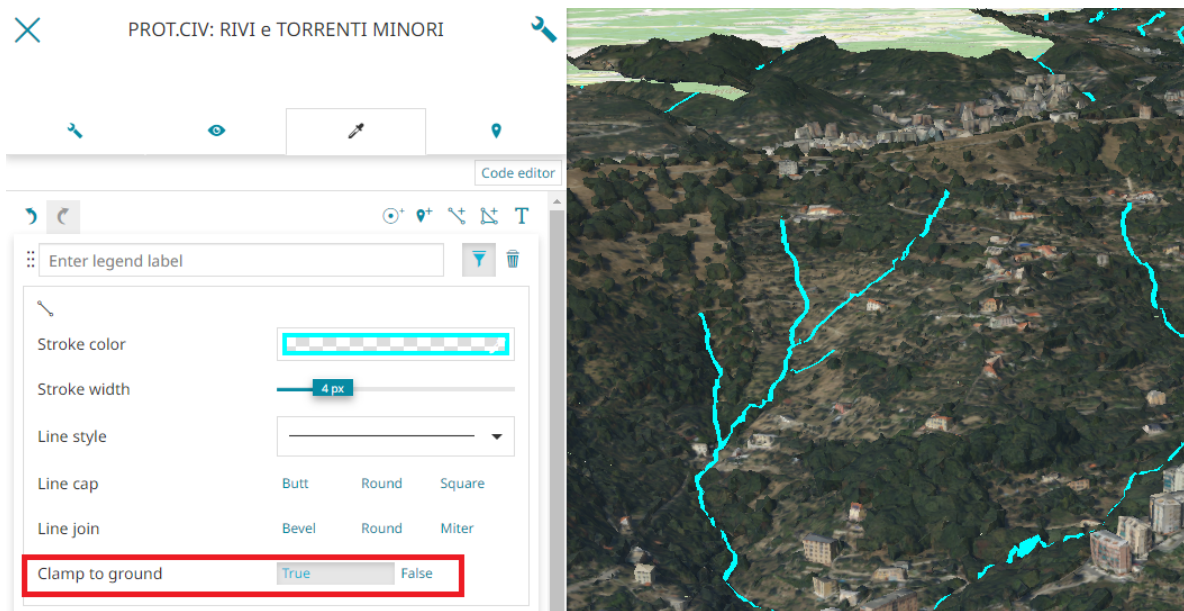 PROT.CIV: RIVI e TORRENTI MINORI
Code editor
T
Enter legend label
Stroke color
Stroke width
4 px
Line style
Line cap
Butt Round Square
Line join
Bevel Round Miter
Clamp to ground
True False